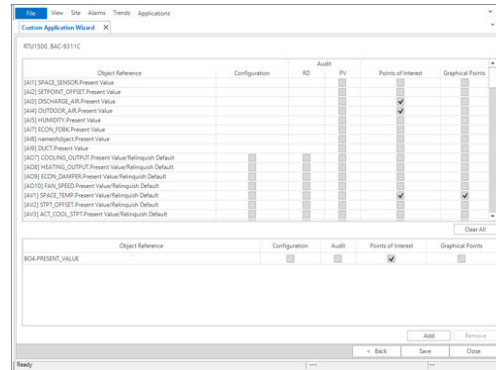 File View Site Alarms Trends Applications
Custom Application Wizard X
RTU1500, BAC-9311C
Audit
Object Reference Configuration RD PV Points of Interest Graphical Points
[AI1] SPACE_SENSOR.Present Value
[AI2] SETPOINT_OFFSET.Present Value
[AI3] DISCHARGE_AIR.Present Value
[AI4] OUTDOOR_AIR.Present Value
[AI5] HUMIDITY.Present Value
[AI7] ECON_FDBK.Present Value
[AI8] nameofobject.Present Value
[AI9] DUCT.Present Value
[AO7] COOLING_OUTPUT.Present Value/Relinquish Default
[AO8] HEATING_OUTPUT.Present Value/Relinquish Default
[AO9] ECON_DAMPER.Present Value/Relinquish Default
[AO10] FAN_SPEED.Present Value/Relinquish Default
[AV1] SPACE_TEMP.Present Value/Relinquish Default
[AV2] STPT_OFFSET.Present Value/Relinquish Default
[AV3] ACT_COOL_STPT.Present Value/Relinquish Default
Clear All
Object Reference Configuration Audit Points of Interest Graphical Points
BO4.PRESENT_VALUE
Add Remove
< Back Save Close
Ready --- ---